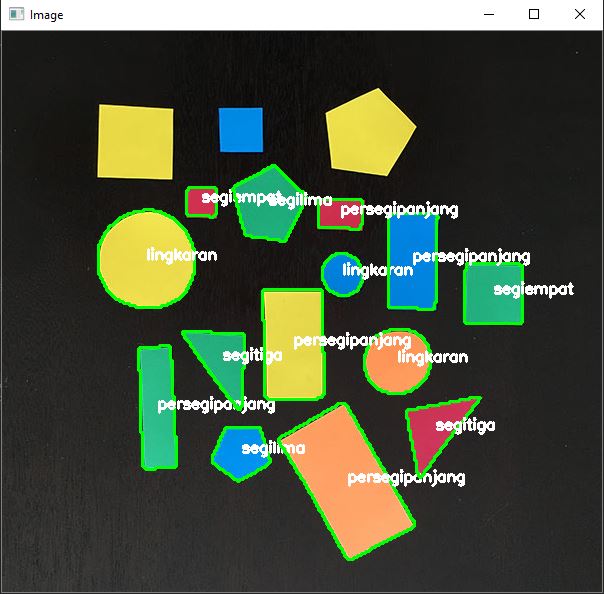 Image
segiempat
segilima
persegipanjang
lingkaran
persegipanjang
lingkaran
segiempat
persegipanjang
segitiga
lingkaran
persegipanjang
segitiga
segilima
persegipanjang